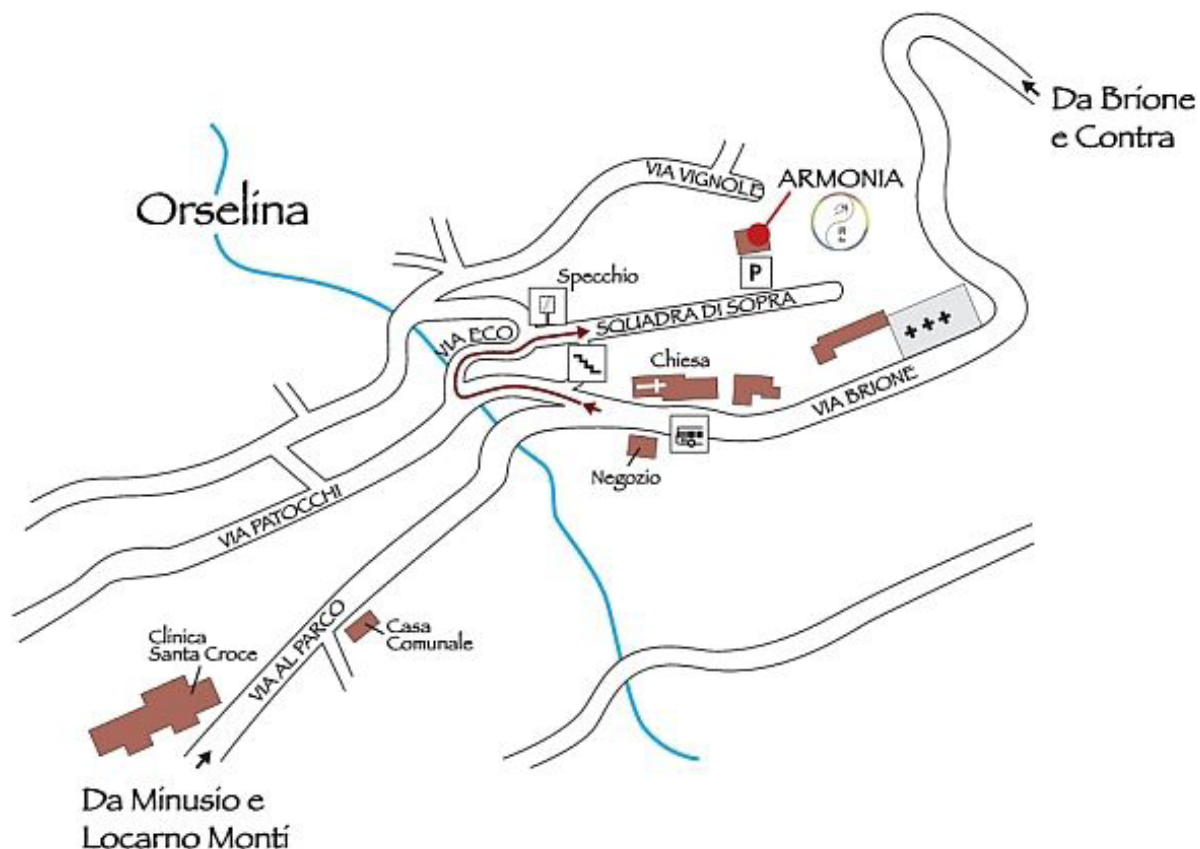 Da Brione
e Contra
Orselina
VIA VIGNOLE
ARMONIA
P
Specchio
SQUADRA DI SOPRA
VIA ECO
Chiesa
VIA BRIONE
Negozio
VIA PATOCCHI
VIA AL PARCO
Casa
Comunale
Clinica
Santa Croce
Da Minusio e
Locarno Monti